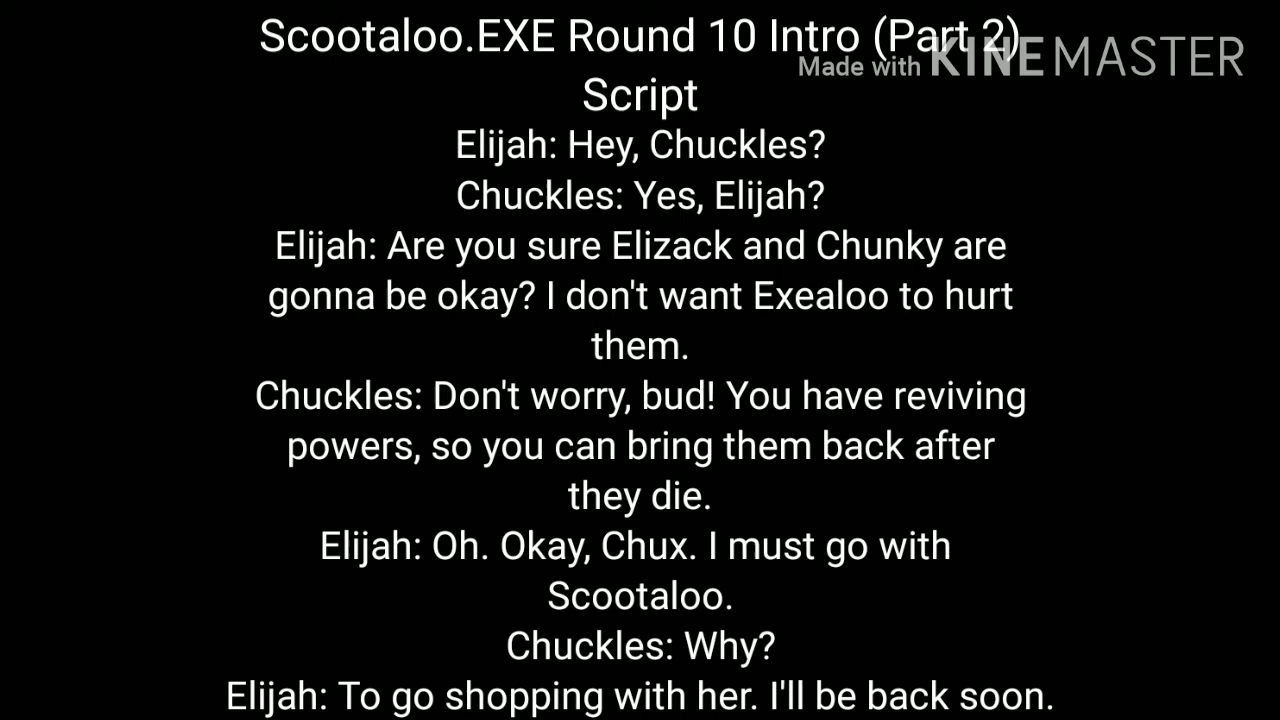 Scootaloo.EXE Round 10 Intro (Part 2)
Made with KINEMASTER
Script
Elijah: Hey, Chuckles?
Chuckles: Yes, Elijah?
Elijah: Are you sure Elizack and Chunky are
gonna be okay? I don't want Exealoo to hurt
them.
Chuckles: Don't worry, bud! You have reviving
powers, so you can bring them back after
they die.
Elijah: Oh. Okay, Chux. I must go with
Scootaloo.
Chuckles: Why?
Elijah: To go shopping with her. I'll be back soon.